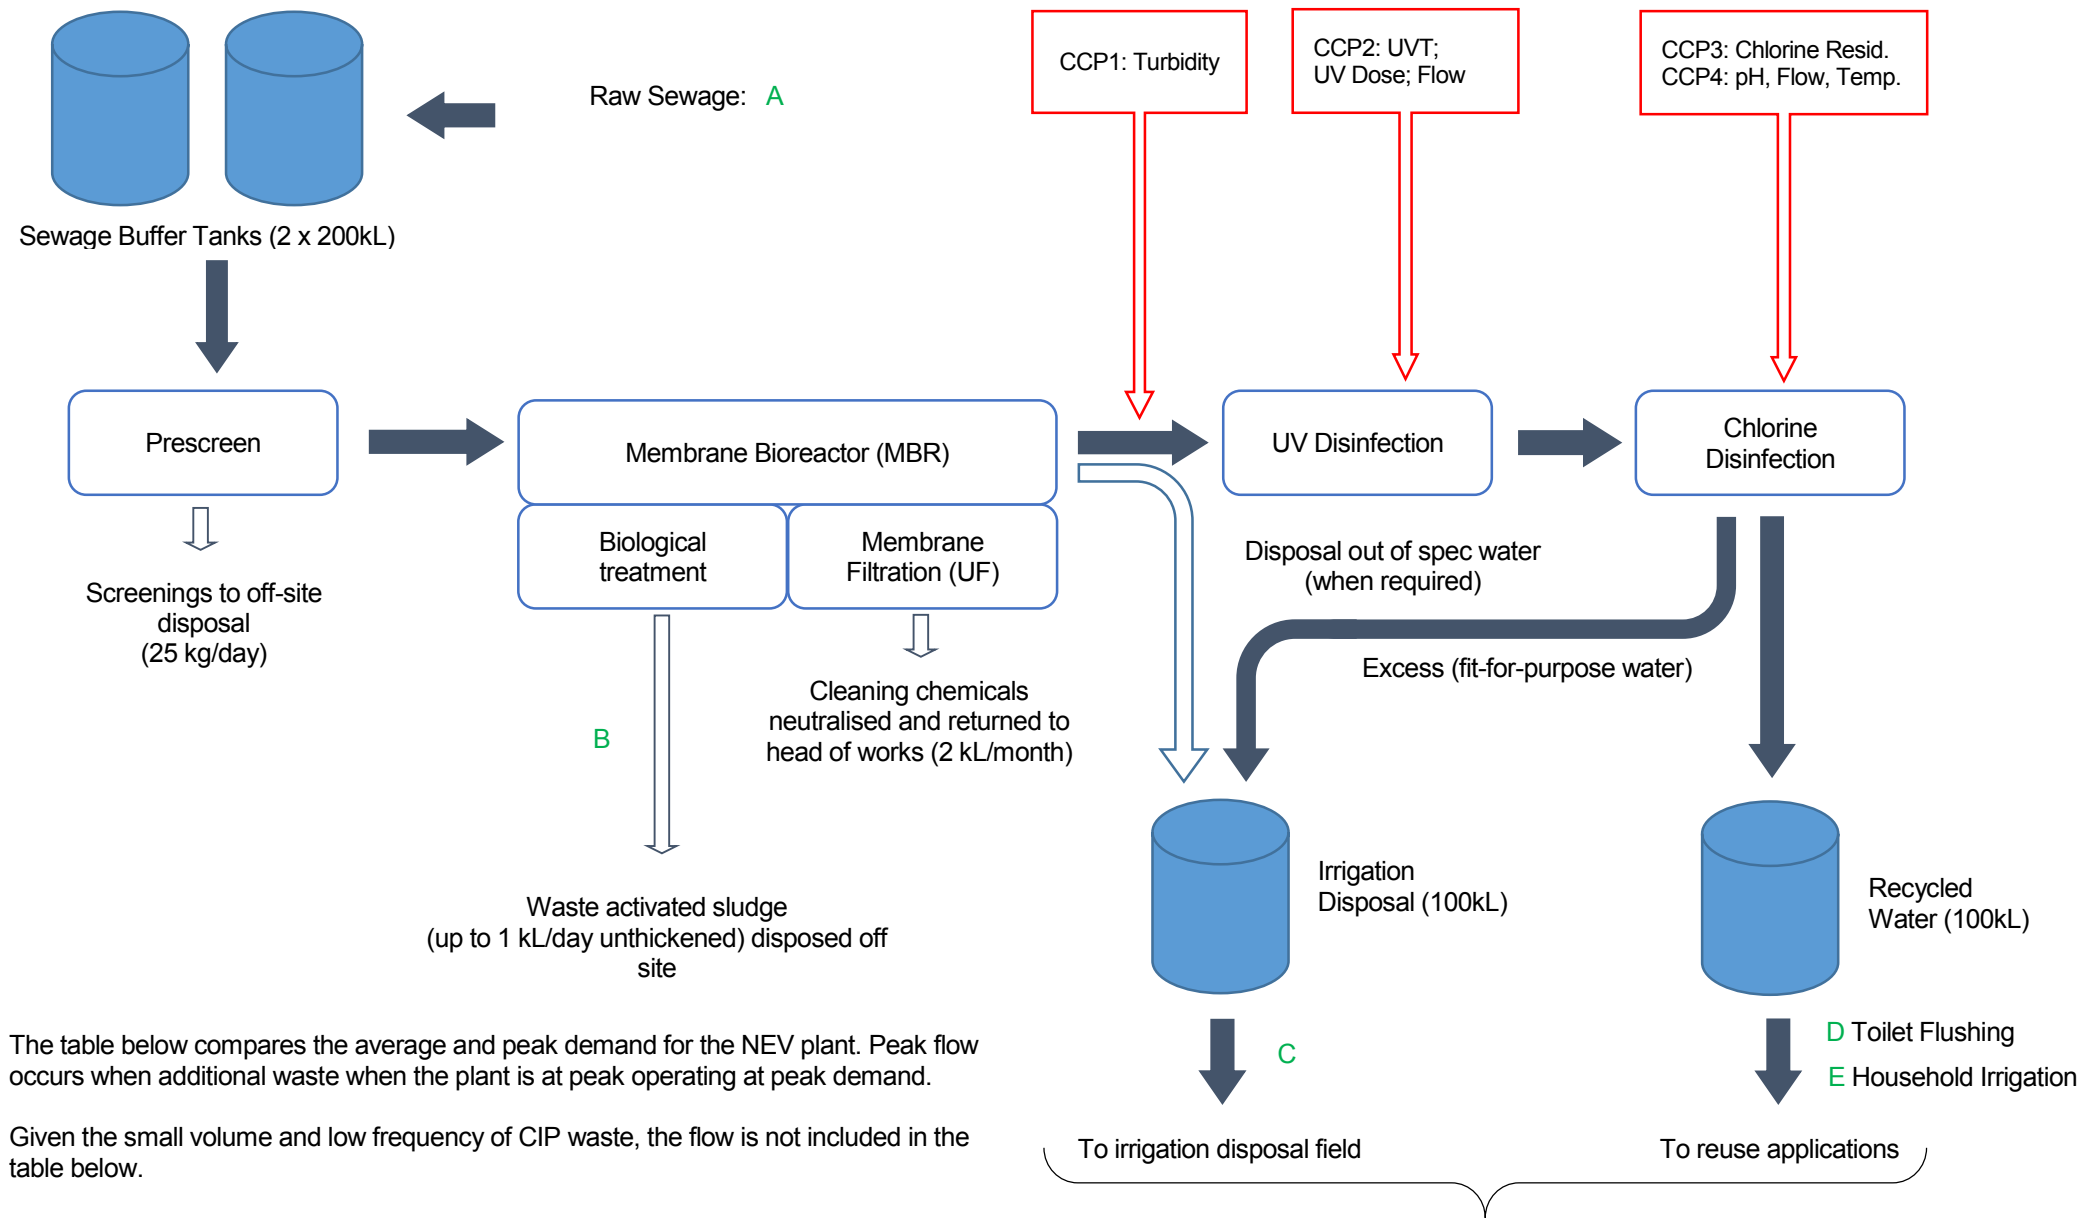 Raw Sewage: A
CCP1: Turbidity
CCP2: UVT;
UV Dose; Flow
CCP3: Chlorine Resid.
CCP4: pH, Flow, Temp.
Sewage Buffer Tanks (2 x 200kL)
Prescreen
Membrane Bioreactor (MBR)
UV Disinfection
Chlorine
Disinfection
Biological
treatment
Membrane
Filtration (UF)
Screenings to off-site
disposal
(25 kg/day)
B
Cleaning chemicals
neutralised and returned to
head of works (2 kL/month)
Disposal out of spec water
(when required)
Excess (fit-for-purpose water)
Waste activated sludge
(up to 1 kL/day unthickened) disposed off
site
Irrigation
Disposal (100kL)
Recycled
Water (100kL)
C
D Toilet Flushing
E Household Irrigation
To irrigation disposal field
To reuse applications
The table below compares the average and peak demand for the NEV plant. Peak flow
occurs when additional waste when the plant is at peak operating at peak demand.
Given the small volume and low frequency of CIP waste, the flow is not included in the
table below.